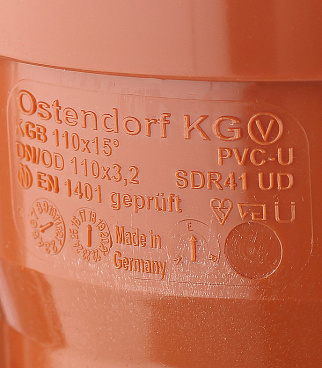 Ostendorf KG V
KGB 110x15° PVC-U
DN/OD 110x3,2 SDR41 UD
EN 1401 geprüft Ü
Made in
Germany
E